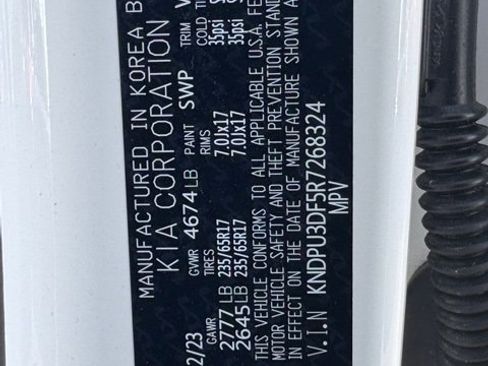 MANUFACTURED IN KOREA B
KIA CORPORATION
2/23 GVWR 4674LB PAINT SWP TRIM
GAWR TIRES RIMS COLD TI
2777LB 235/65R17 7.0Jx17 35psi
2645LB 235/65R17 7.0Jx17 35psi
THIS VEHICLE CONFORMS TO ALL APPLICABLE U.S.A. FE
MOTOR VEHICLE SAFETY AND THEFT PREVENTION STAND
IN EFFECT ON THE DATE OF MANUFACTURE SHOWN A
V.I.N KNDPU3DF5R7268324
MPV